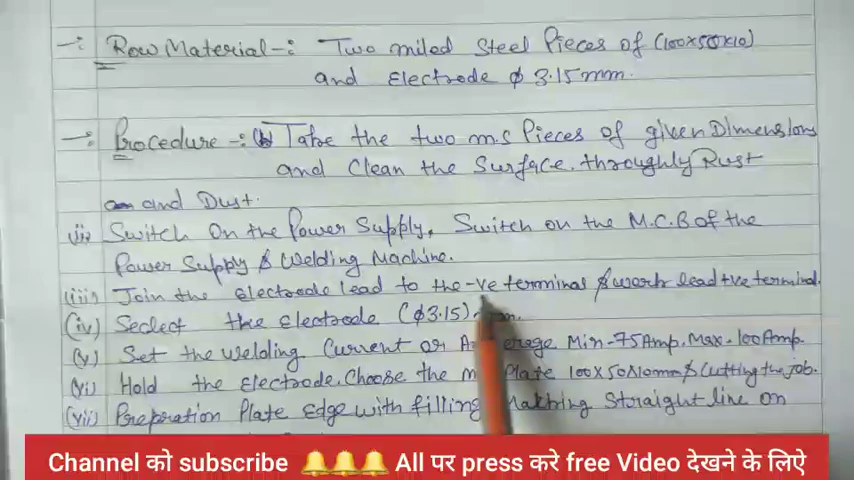 -: Row Material -: Two miled Steel Pieces of (100x50x10)
and Electrode ϕ 3.15mm.
-: Procedure -: (i) Take the two m.s Pieces of given Dimensions
and Clean the Surface. throughly Rust
and Dust.
(ii) Switch On the Power Supply, Switch on the M.C.B of the
Power Supply & Welding Machine.
(iii) Join the electrode lead to the -ve terminas & work lead +ve terminal.
(iv) Seclect the Electrode (ϕ3.15)
(v) Set the Welding Current or Min-75Amp. Max-100Amp.
(vi) Hold the Electrode. Choose the Plate 100x50x10mm & Cutting the job.
(vii) Preparation Plate Edge with filling Making Straight line on
Channel को subscribe 🔔🔔🔔 All पर press करे free Video देखने के लिऐ